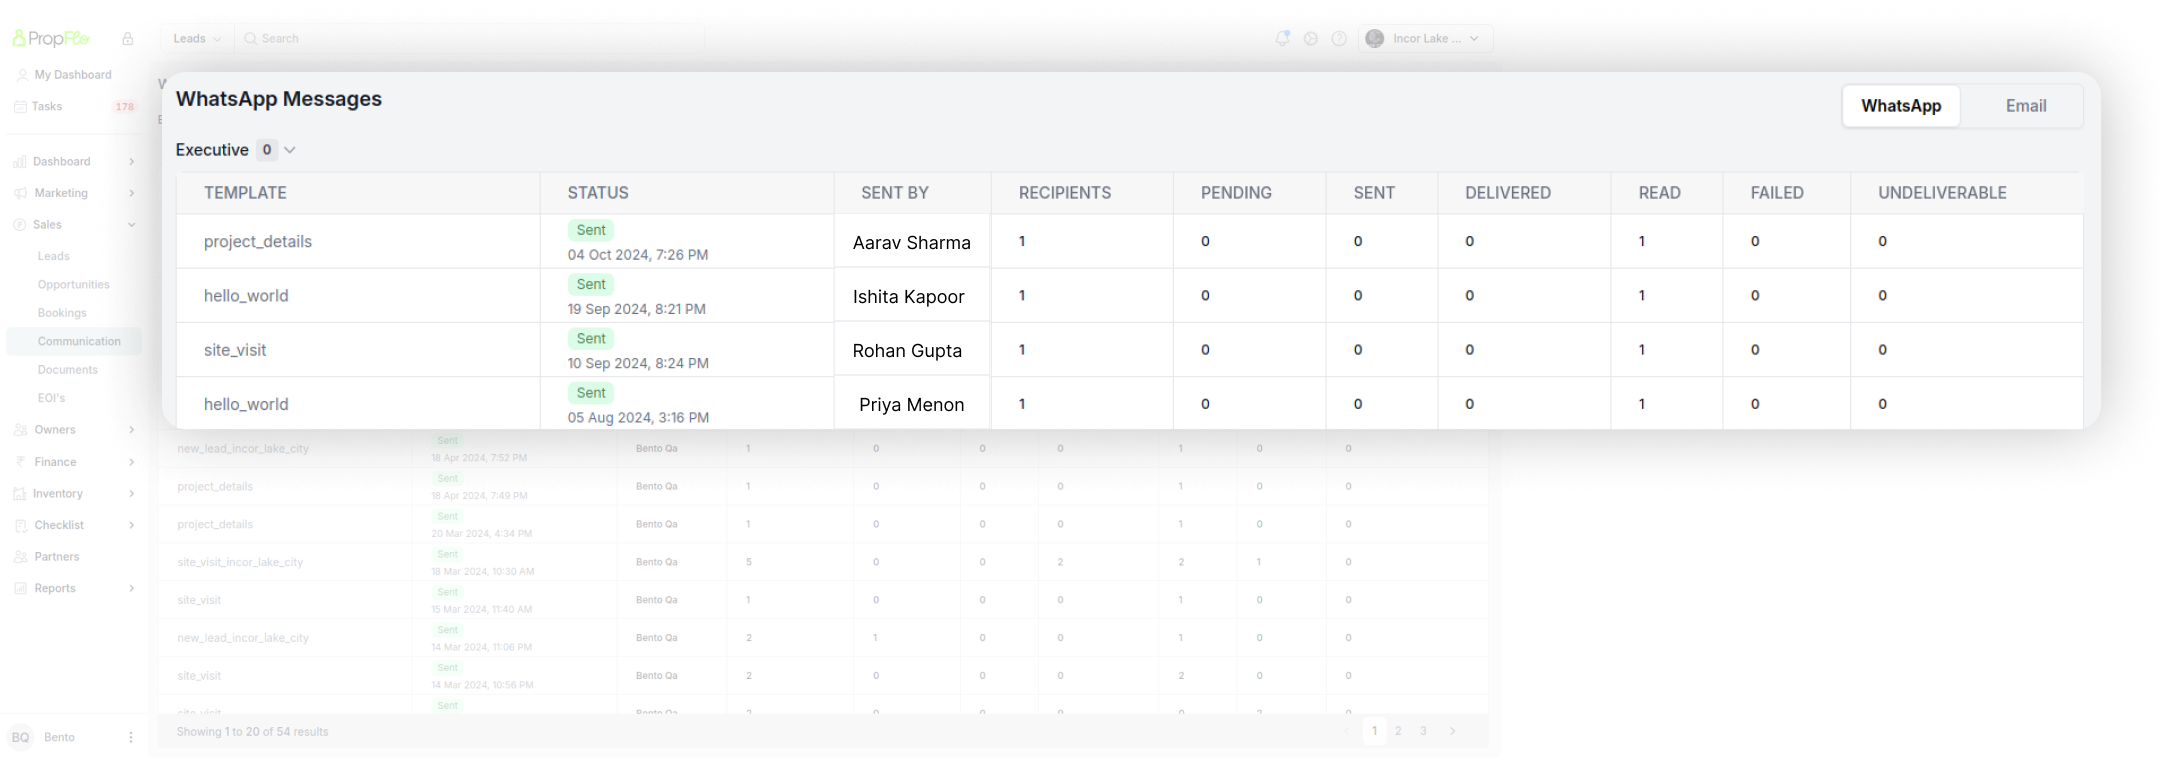 PropFlo
Leads
Search
Incor Lake ...
My Dashboard
Tasks 178
Dashboard
Marketing
Sales
Leads
Opportunities
Bookings
Communication
Documents
EOI's
Owners
Finance
Inventory
Checklist
Partners
Reports
BQ Bento
WhatsApp Messages
WhatsApp Email
Executive 0
TEMPLATE STATUS SENT BY RECIPIENTS PENDING SENT DELIVERED READ FAILED UNDELIVERABLE
project_details Sent 04 Oct 2024, 7:26 PM Aarav Sharma 1 0 0 0 1 0 0
hello_world Sent 19 Sep 2024, 8:21 PM Ishita Kapoor 1 0 0 0 1 0 0
site_visit Sent 10 Sep 2024, 8:24 PM Rohan Gupta 1 0 0 0 1 0 0
hello_world Sent 05 Aug 2024, 3:16 PM Priya Menon 1 0 0 0 1 0 0
new_lead_incor_lake_city Sent 18 Apr 2024, 7:52 PM Bento Qa 1 0 0 0 1 0 0
project_details Sent 18 Apr 2024, 7:49 PM Bento Qa 1 0 0 0 1 0 0
project_details Sent 20 Mar 2024, 4:34 PM Bento Qa 1 0 0 0 1 0 0
site_visit_incor_lake_city Sent 18 Mar 2024, 10:30 AM Bento Qa 5 0 0 2 2 1 0
site_visit Sent 15 Mar 2024, 11:40 AM Bento Qa 1 0 0 0 1 0 0
new_lead_incor_lake_city Sent 14 Mar 2024, 11:06 PM Bento Qa 2 1 0 0 1 0 0
site_visit Sent 14 Mar 2024, 10:56 PM Bento Qa 2 0 0 0 2 0 0
site_visit Sent Bento Qa 2 0 0 0 0 2 0
Showing 1 to 20 of 54 results
1 2 3